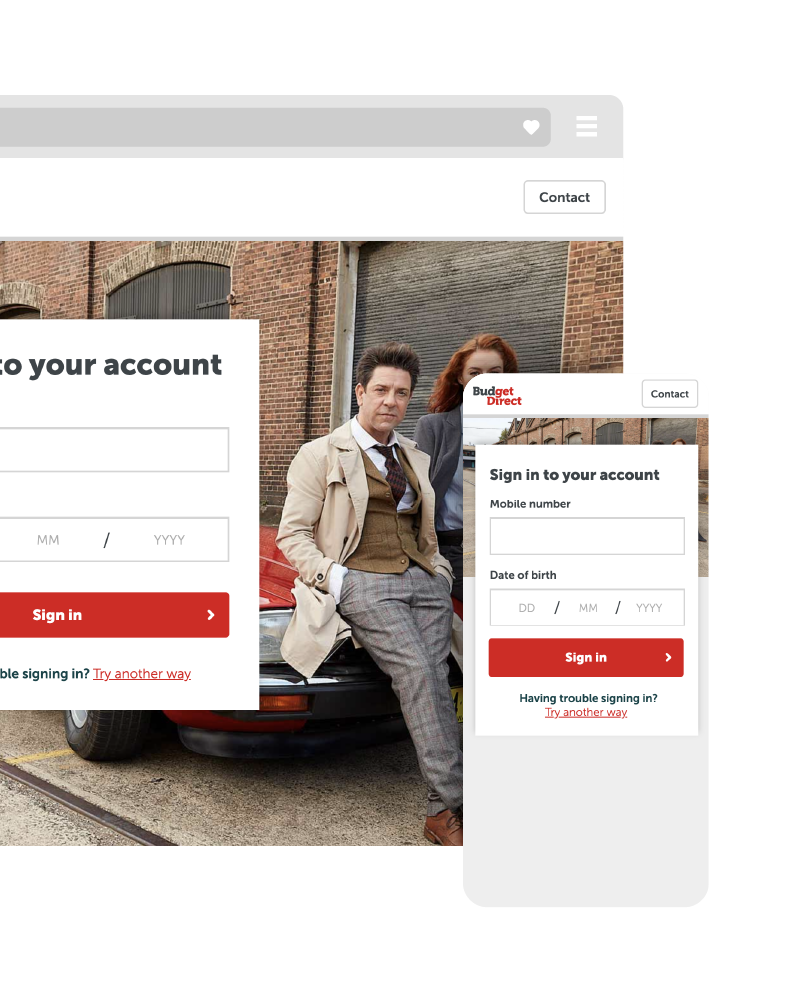 Contact
to your account
MM / YYYY
Sign in
ble signing in? Try another way
Budget
Direct
Contact
Sign in to your account
Mobile number
Date of birth
DD / MM / YYYY
Sign in
Having trouble signing in?
Try another way